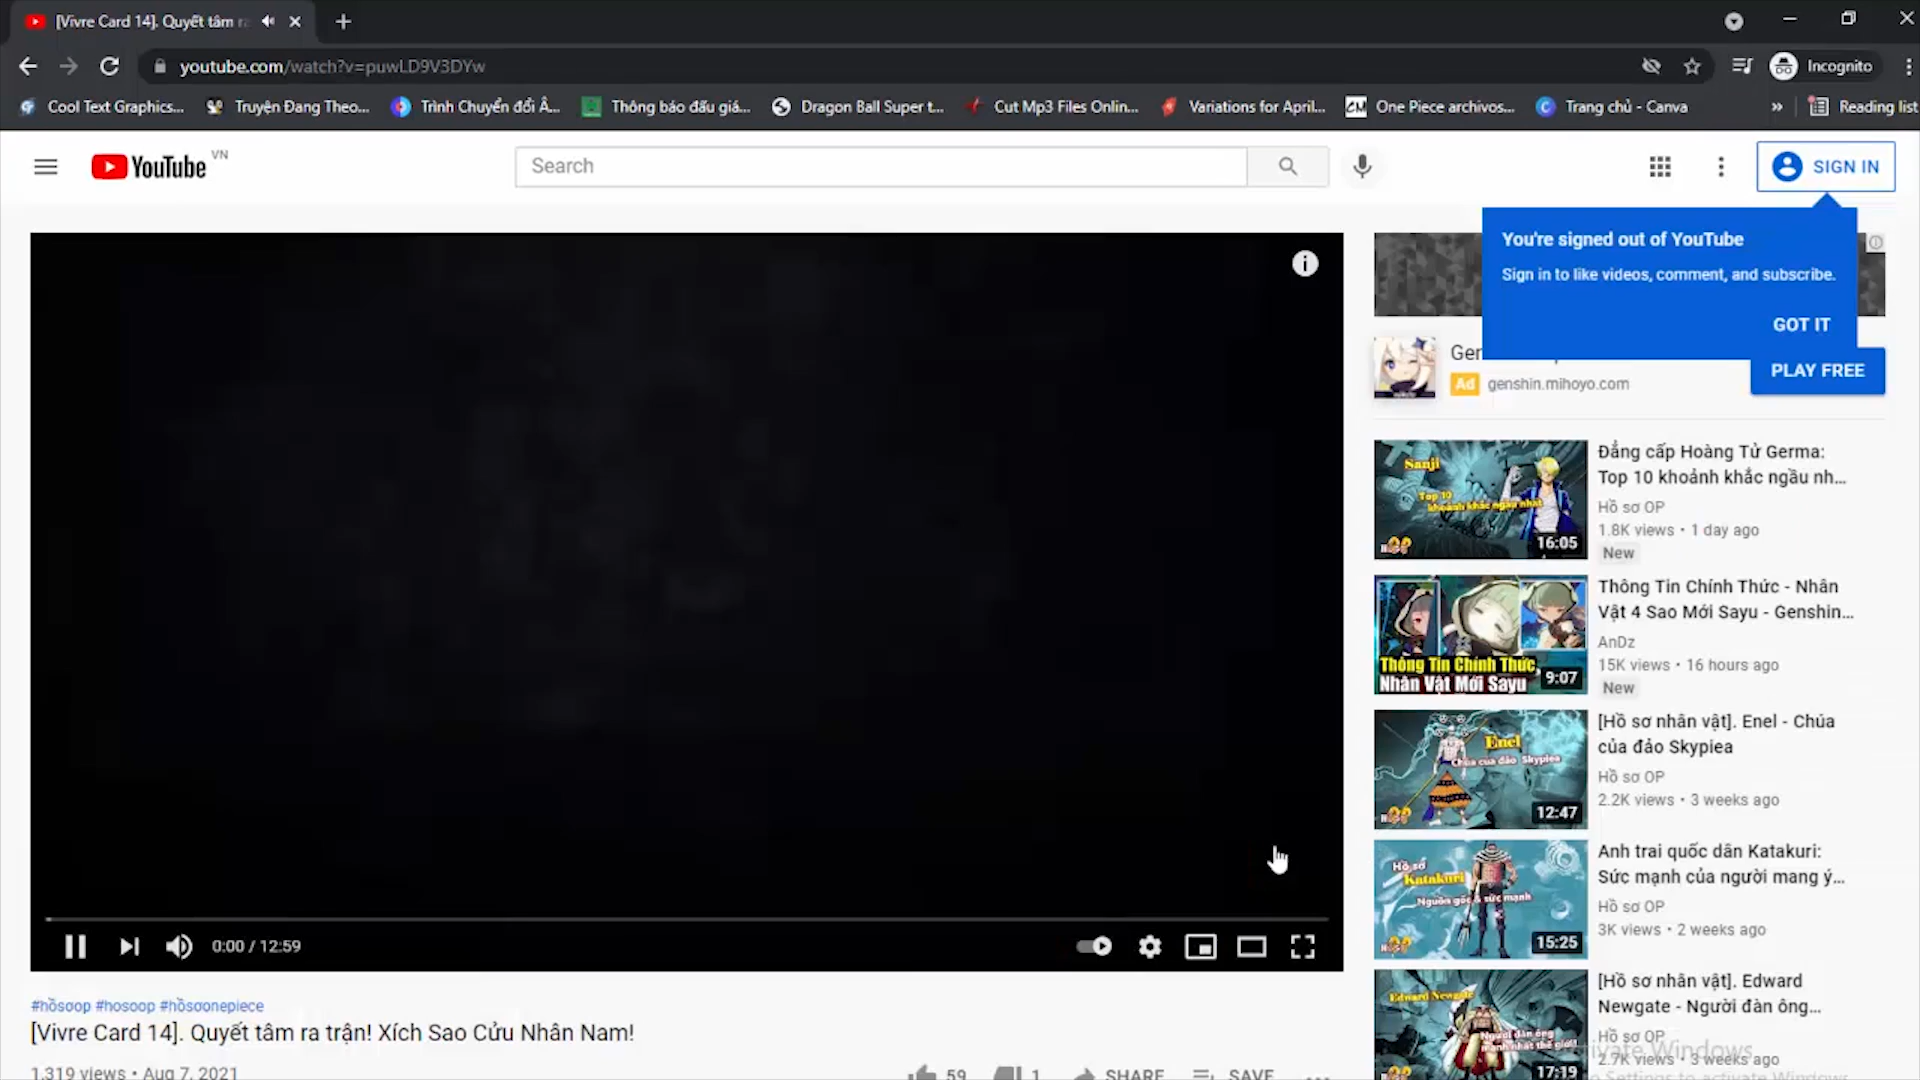 [Vivre Card 14]. Quyết tâm ra
youtube.com/watch?v=puwLD9V3DYw
Incognito
Cool Text Graphics...
Truyện Đang Theo...
Trình Chuyển đổi Â...
Thông báo đấu giá...
Dragon Ball Super t...
Cut Mp3 Files Onlin...
Variations for April...
One Piece archivos...
Trang chủ - Canva
»
Reading list
YouTube VN
Search
SIGN IN
You're signed out of YouTube
Sign in to like videos, comment, and subscribe.
GOT IT
Ad genshin.mihoyo.com
PLAY FREE
Sanji
Top 10
khoảnh khắc ngầu nhất
16:05
Đẳng cấp Hoàng Tử Germa:
Top 10 khoảnh khắc ngầu nh...
Hồ sơ OP
1.8K views • 1 day ago
New
Thông Tin Chính Thức
Nhân Vật Mới Sayu
9:07
Thông Tin Chính Thức - Nhân
Vật 4 Sao Mới Sayu - Genshin...
AnDz
15K views • 16 hours ago
New
Enel
Chúa của đảo Skypiea
12:47
[Hồ sơ nhân vật]. Enel - Chúa
của đảo Skypiea
Hồ sơ OP
2.2K views • 3 weeks ago
Hồ sơ
Katakuri
Nguồn gốc & sức mạnh
15:25
Anh trai quốc dân Katakuri:
Sức mạnh của người mang ý...
Hồ sơ OP
3K views • 2 weeks ago
Edward Newgate
Người đàn ông
mạnh nhất thế giới!
17:19
[Hồ sơ nhân vật]. Edward
Newgate - Người đàn ông...
Hồ sơ OP
2.7K views • 3 weeks ago
0:00 / 12:59
#hồsơop #hosoop #hồsơonepiece
[Vivre Card 14]. Quyết tâm ra trận! Xích Sao Cửu Nhân Nam!
1,319 views • Aug 7, 2021
59
1
SHARE
SAVE